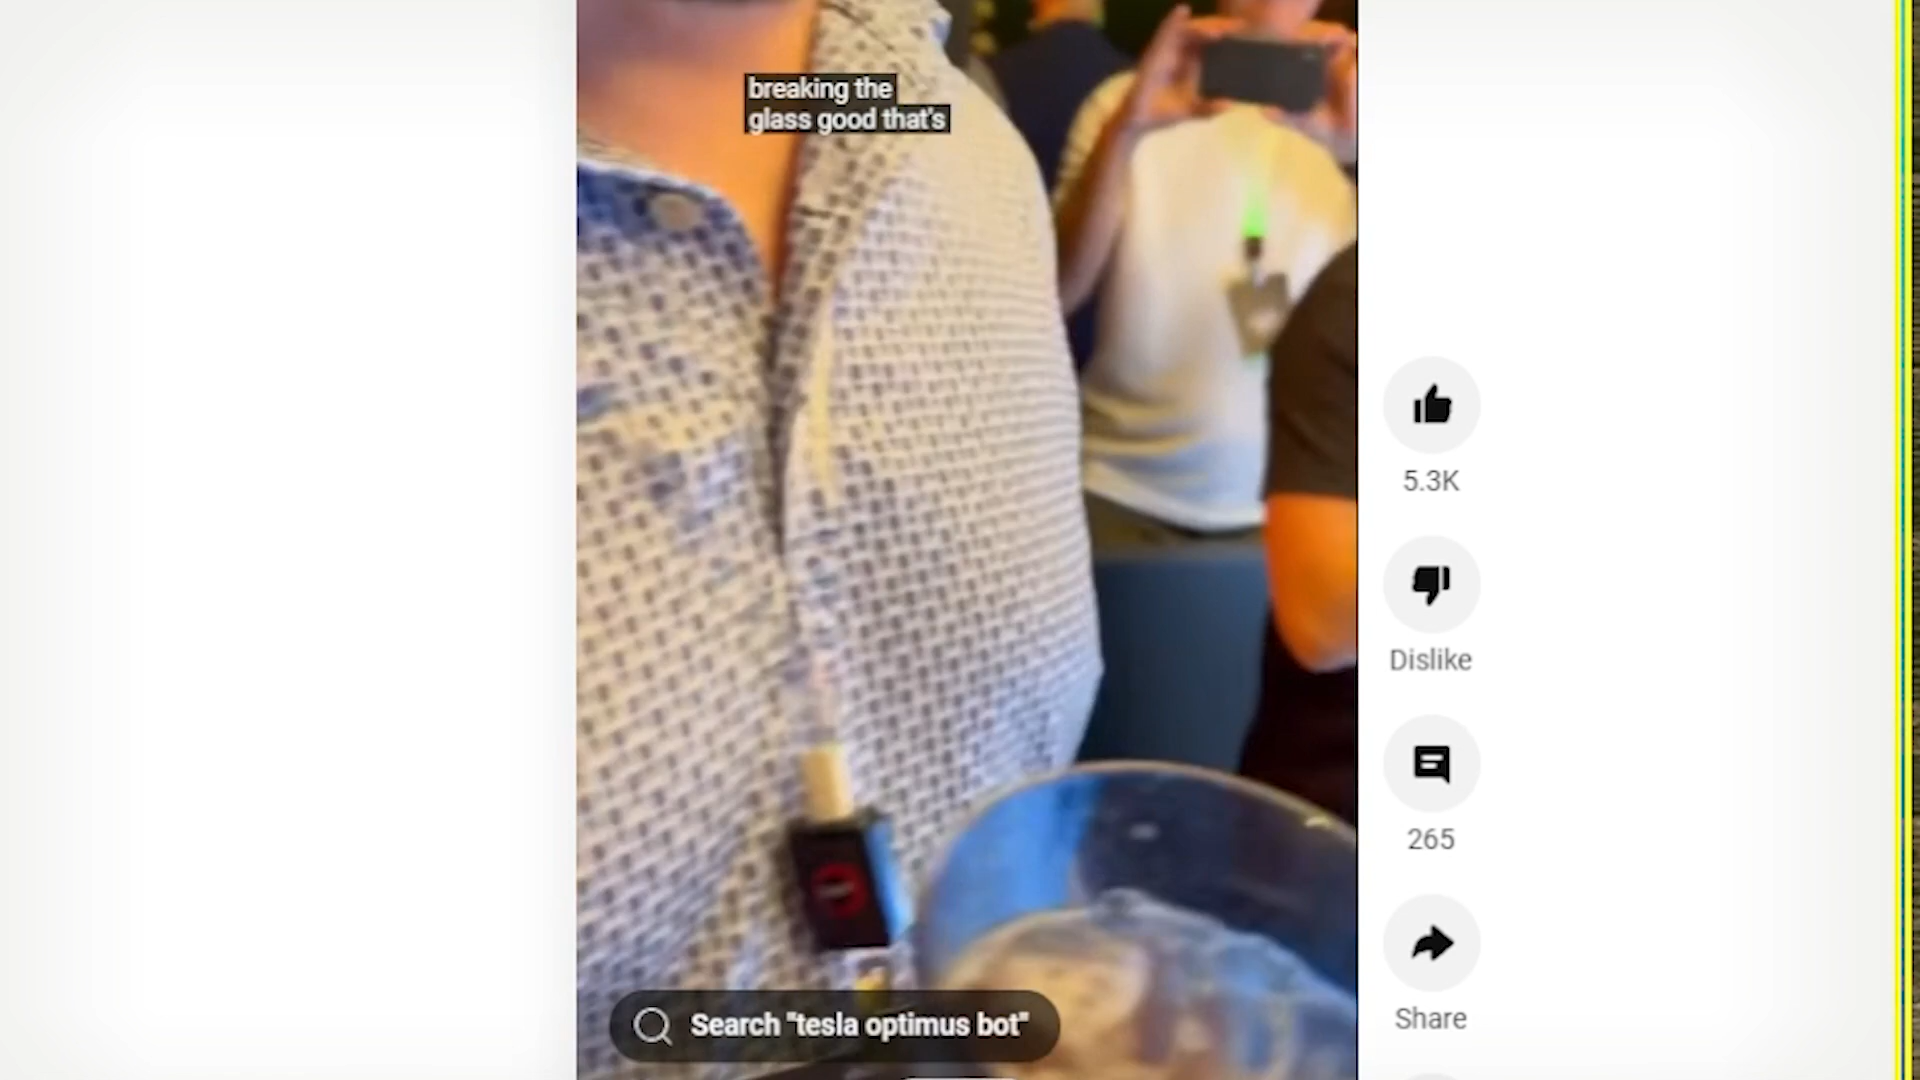 breaking the
glass good that's
5.3K
Dislike
265
Share
Search "tesla optimus bot"